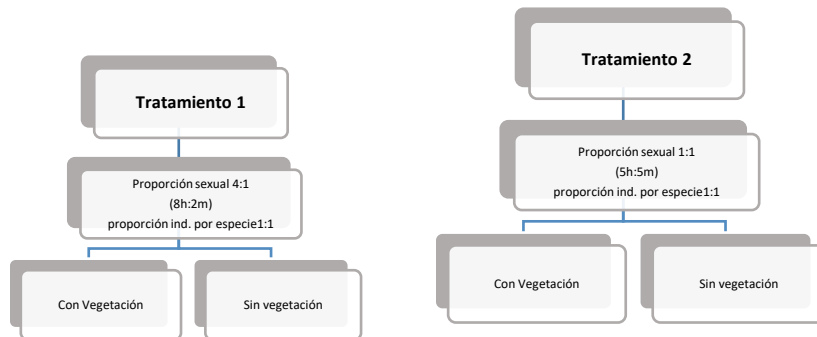 Tratamiento 1
Proporción sexual 4:1
(8h:2m)
proporción ind. por especie1:1
Con Vegetación
Sin vegetación
Tratamiento 2
Proporción sexual 1:1
(5h:5m)
proporción ind. por especie1:1
Con Vegetación
Sin vegetación